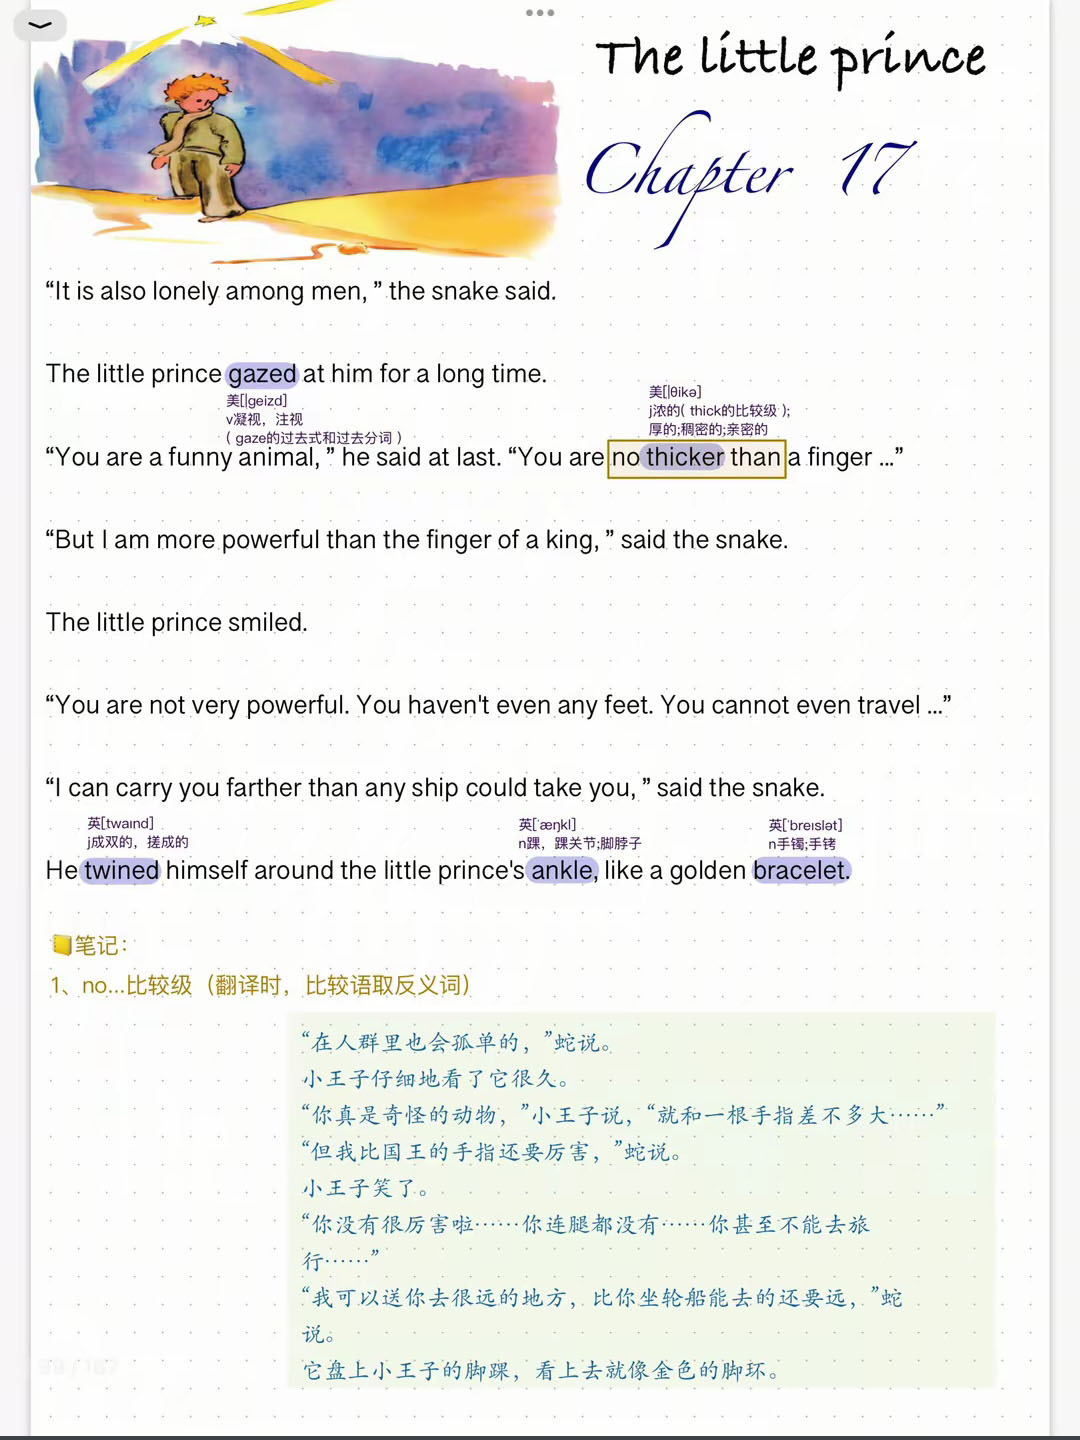 The little prince
Chapter 17
“It is also lonely among men, ” the snake said.
The little prince gazed at him for a long time.
美[|geizd]
v凝视，注视
( gaze的过去式和过去分词 )
美[|θikə]
j浓的( thick的比较级 );
厚的;稠密的;亲密的
“You are a funny animal, ” he said at last. “You are no thicker than a finger ...”
“But I am more powerful than the finger of a king, ” said the snake.
The little prince smiled.
“You are not very powerful. You haven't even any feet. You cannot even travel ...”
“I can carry you farther than any ship could take you, ” said the snake.
英[twaɪnd]
j成双的，搓成的
英[ˈæŋkl]
n踝，踝关节;脚脖子
英[ˈbreɪslət]
n手镯;手铐
He twined himself around the little prince's ankle, like a golden bracelet.
笔记：
1、no...比较级（翻译时，比较语取反义词）
“在人群里也会孤单的，”蛇说。
小王子仔细地看了它很久。
“你真是奇怪的动物，”小王子说，“就和一根手指差不多大……”
“但我比国王的手指还要厉害，”蛇说。
小王子笑了。
“你没有很厉害啦……你连腿都没有……你甚至不能去旅
行……”
“我可以送你去很远的地方，比你坐轮船能去的还要远，”蛇
说。
它盘上小王子的脚踝，看上去就像金色的脚环。